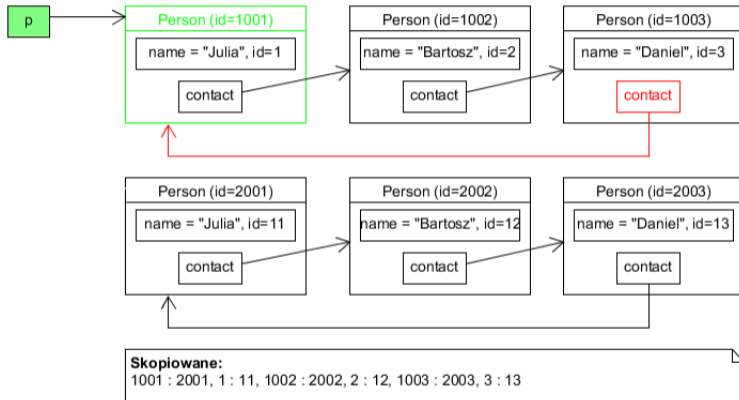 p
Person (id=1001)
Person (id=1002)
Person (id=1003)
name = "Julia", id=1
name = "Bartosz", id=2
name = "Daniel", id=3
contact
contact
contact
Person (id=2001)
Person (id=2002)
Person (id=2003)
name = "Julia", id=11
name = "Bartosz", id=12
name = "Daniel", id=13
contact
contact
contact
Skopiowane:
1001 : 2001, 1 : 11, 1002 : 2002, 2 : 12, 1003 : 2003, 3 : 13